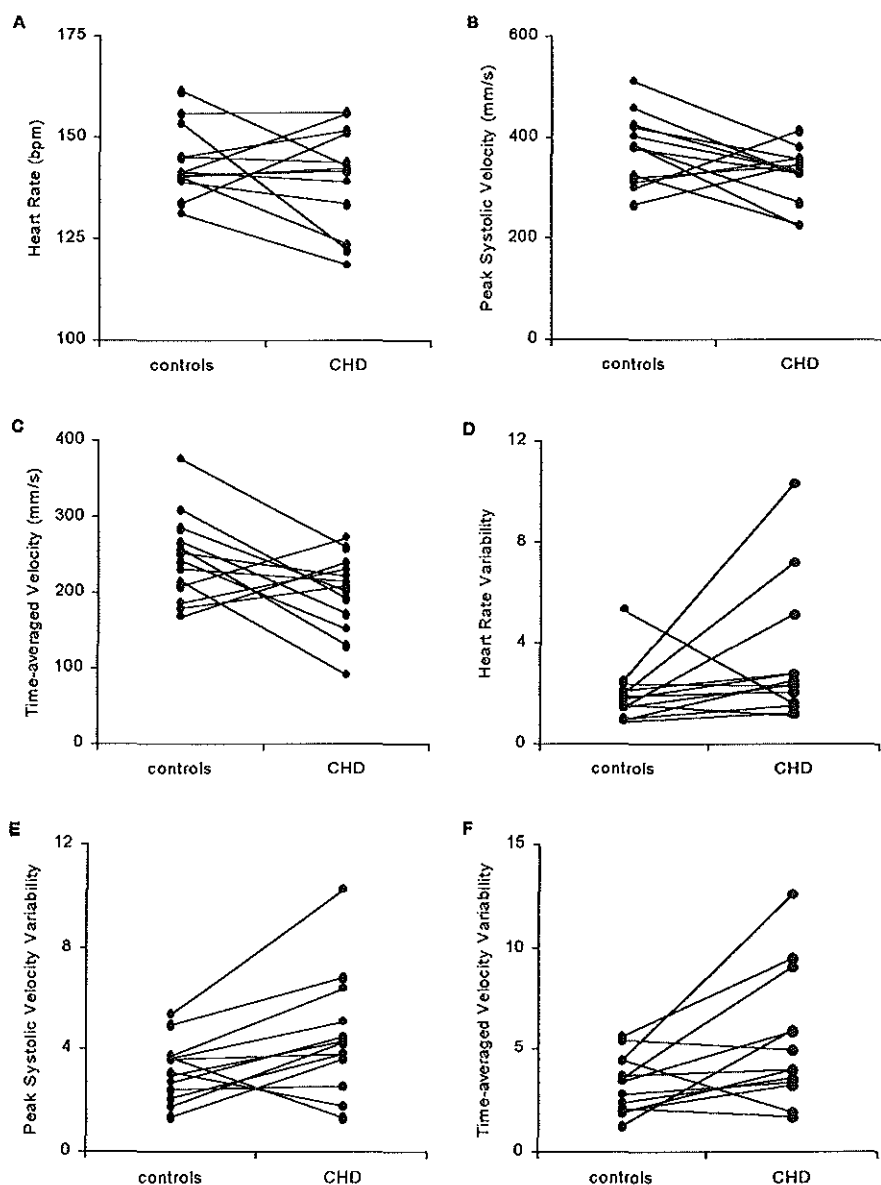 A
175
150
125
100
Heart Rate (bpm)
controls
CHD
B
600
400
200
0
Peak Systolic Velocity (mm/s)
controls
CHD
C
400
300
200
100
0
Time-averaged Velocity (mm/s)
controls
CHD
D
12
8
4
0
Heart Rate Variability
controls
CHD
E
12
8
4
0
Peak Systolic Velocity Variability
controls
CHD
F
15
10
5
0
Time-averaged Velocity Variability
controls
CHD